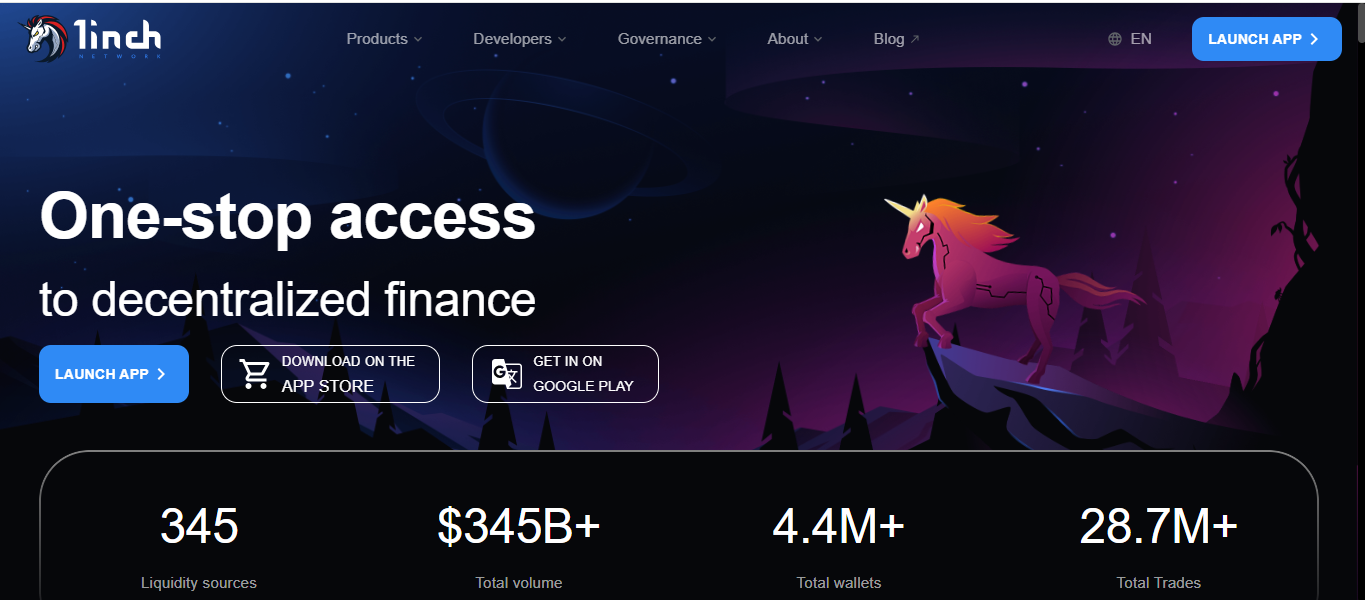 1inch
NETWORK
Products
Developers
Governance
About
Blog
EN
LAUNCH APP
One-stop access
to decentralized finance
LAUNCH APP
DOWNLOAD ON THE
APP STORE
G
文
GET IN ON
GOOGLE PLAY
345
$345B+
4.4M+
28.7M+
Liquidity sources
Total volume
Total wallets
Total Trades